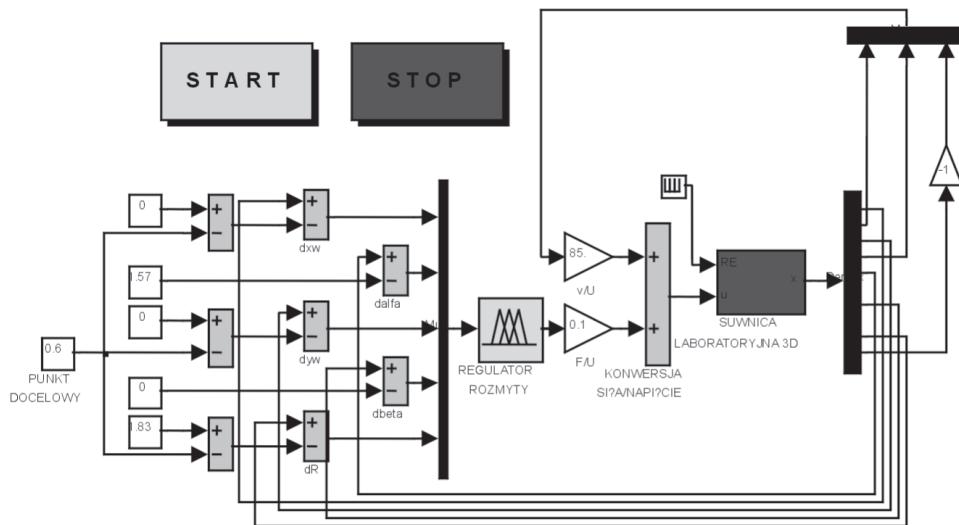 START
STOP
-1
0
dxw
1.57
dalfa
85.
v/U
RE
x
u
SUWNICA
LABORATORYJNA 3D
0
dyw
0.6
PUNKT
DOCELOWY
REGULATOR
ROZMYTY
0.1
F/U
KONWERSJA
SI?A/NAPI?CIE
0
dbeta
1.83
dR